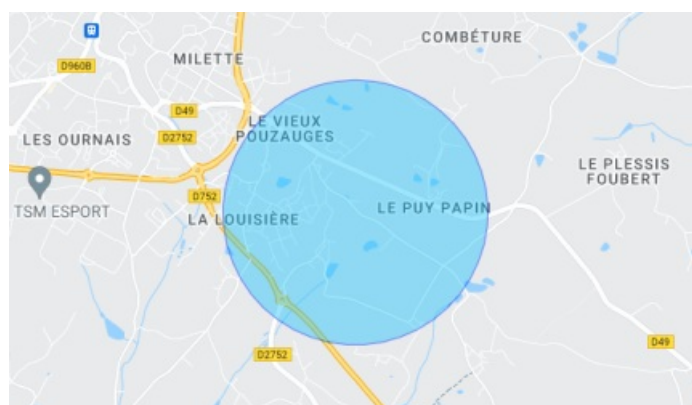 COMBÉTURE
MILETTE
D960B
D49
LE VIEUX
POUZAUGES
D2752
LES OURNAIS
LE PLESSIS
FOUBERT
D752
TSM ESPORT
LE PUY PAPIN
LA LOUISIÈRE
D49
D2752